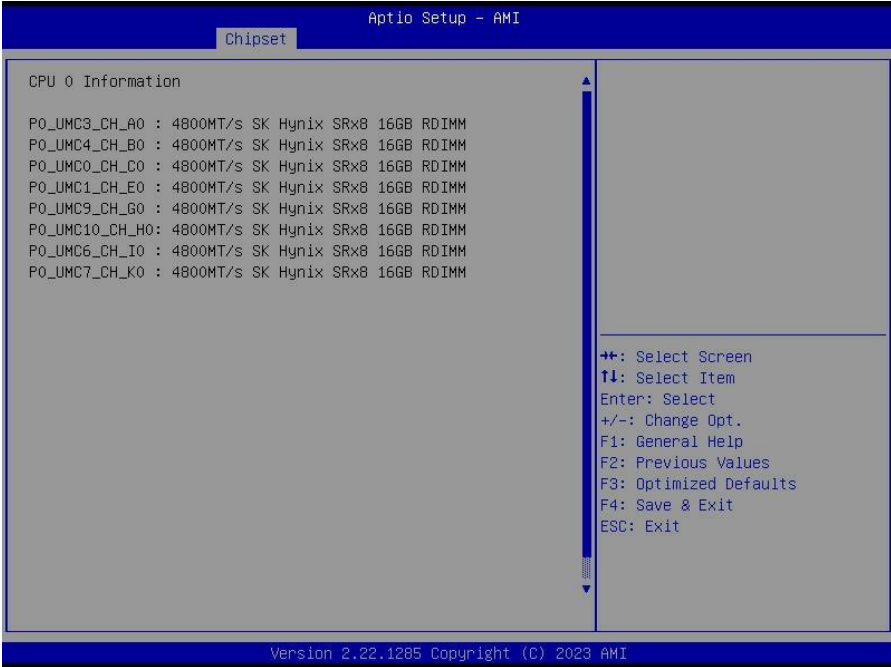 Aptio Setup – AMI
Chipset
CPU 0 Information
P0_UMC3_CH_A0 : 4800MT/s SK Hynix SRx8 16GB RDIMM
P0_UMC4_CH_B0 : 4800MT/s SK Hynix SRx8 16GB RDIMM
P0_UMC0_CH_C0 : 4800MT/s SK Hynix SRx8 16GB RDIMM
P0_UMC1_CH_E0 : 4800MT/s SK Hynix SRx8 16GB RDIMM
P0_UMC9_CH_G0 : 4800MT/s SK Hynix SRx8 16GB RDIMM
P0_UMC10_CH_H0: 4800MT/s SK Hynix SRx8 16GB RDIMM
P0_UMC6_CH_I0 : 4800MT/s SK Hynix SRx8 16GB RDIMM
P0_UMC7_CH_K0 : 4800MT/s SK Hynix SRx8 16GB RDIMM
→←: Select Screen
↑↓: Select Item
Enter: Select
+/-: Change Opt.
F1: General Help
F2: Previous Values
F3: Optimized Defaults
F4: Save & Exit
ESC: Exit
Version 2.22.1285 Copyright (C) 2023 AMI